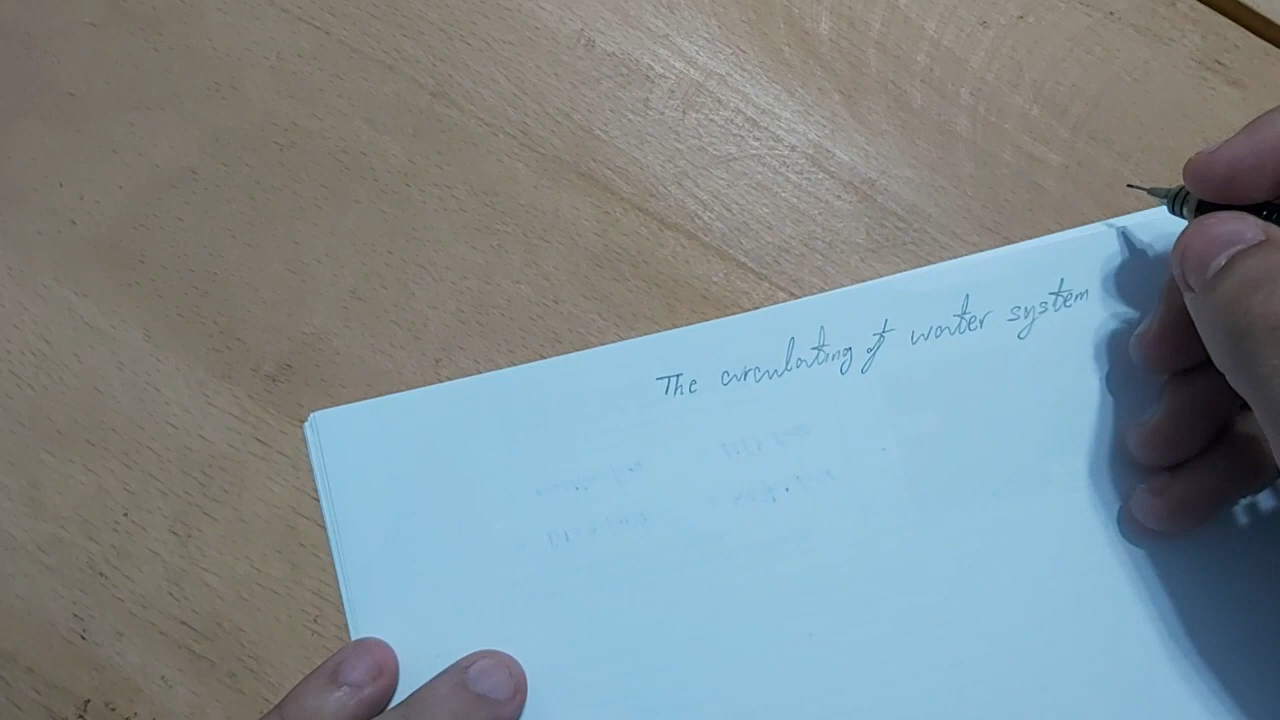 The circulating of water system